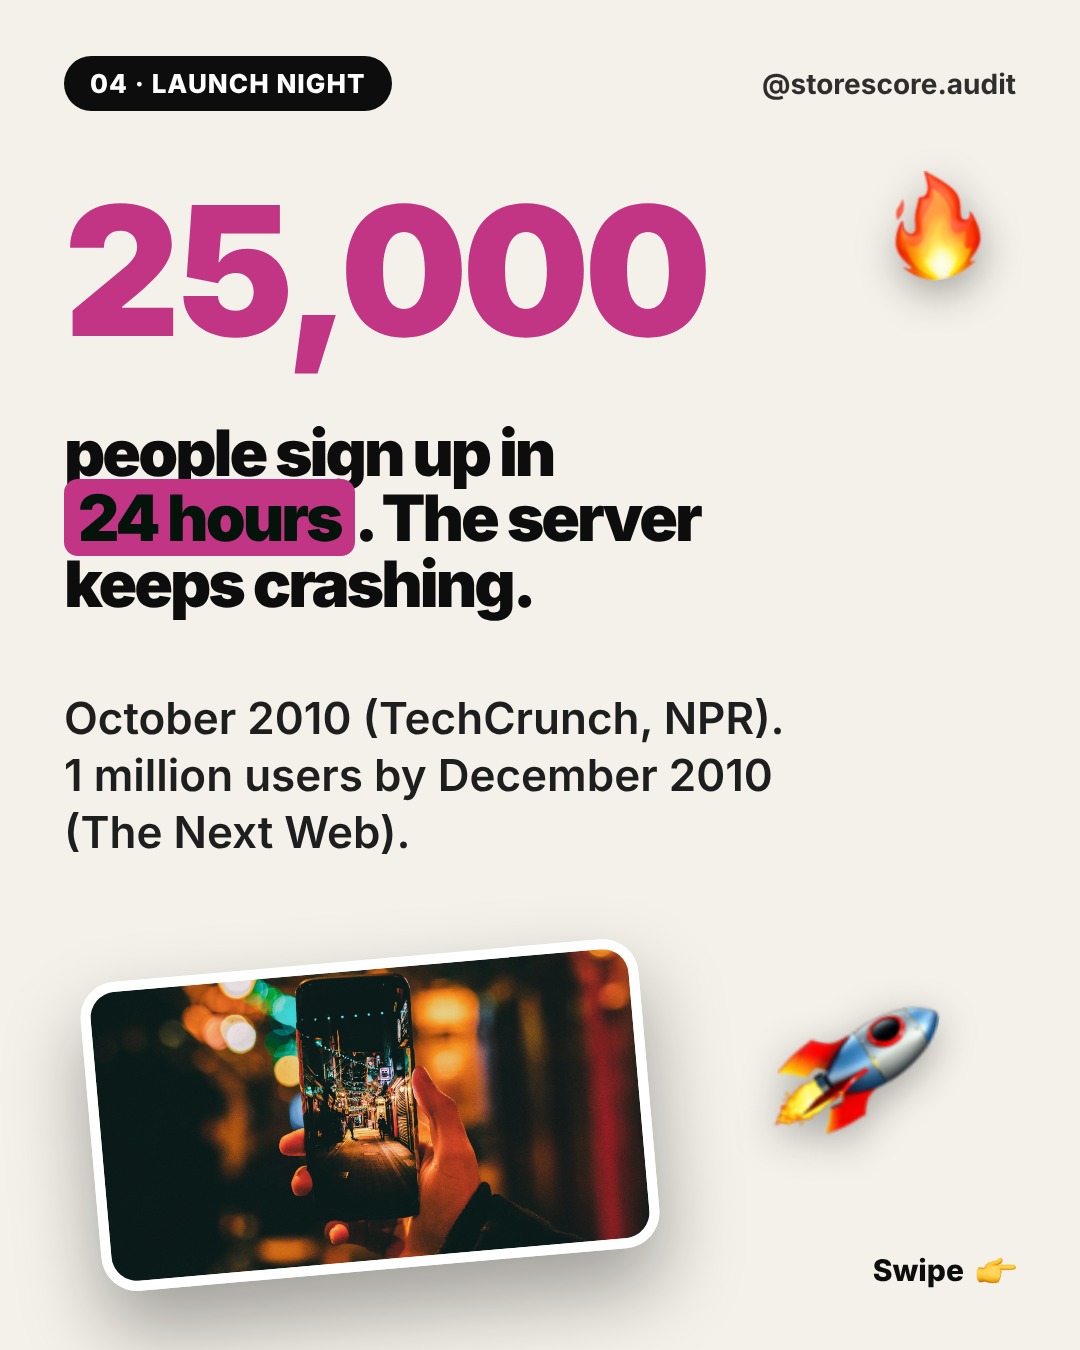 04 · LAUNCH NIGHT
@storescore.audit
25,000
people sign up in
24 hours. The server
keeps crashing.
October 2010 (TechCrunch, NPR).
1 million users by December 2010
(The Next Web).
Swipe 👉